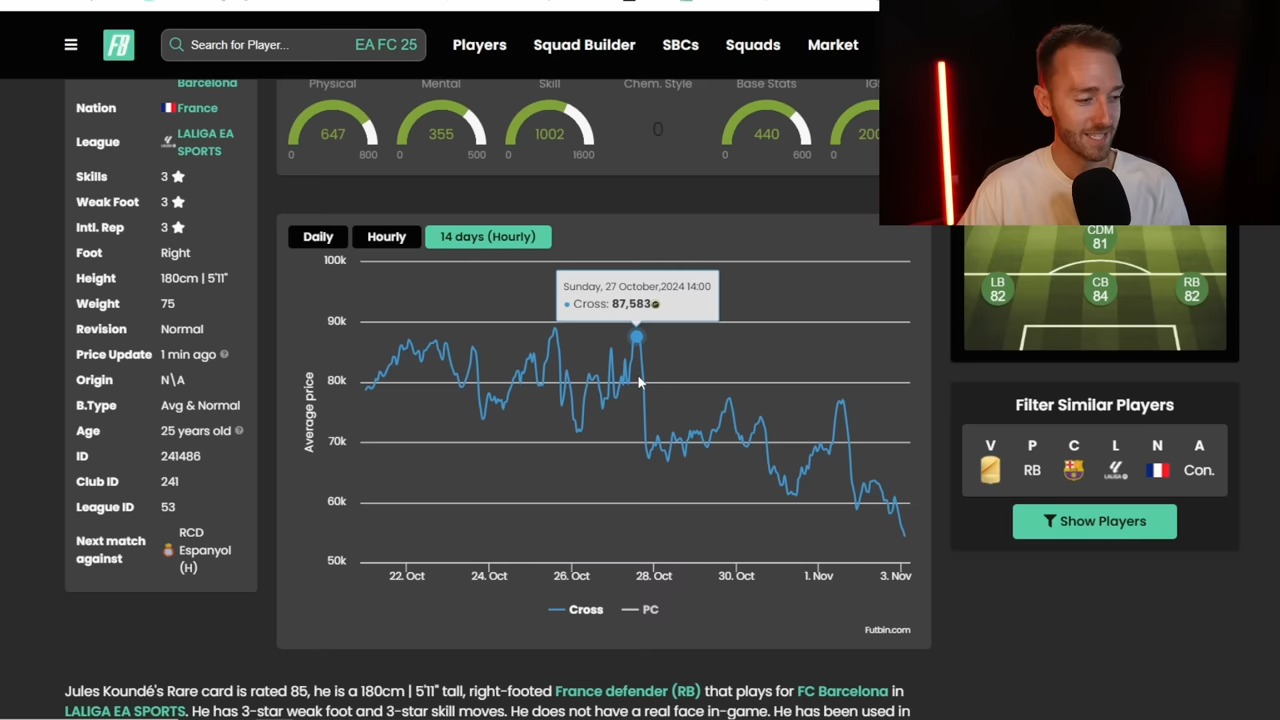 FB
Search for Player...
EA FC 25
Players
Squad Builder
SBCs
Squads
Market
Barcelona
Nation
France
League
LALIGA EA
SPORTS
Skills
3
Weak Foot
3
Intl. Rep
3
Foot
Right
Height
180cm | 5'11"
Weight
75
Revision
Normal
Price Update
1 min ago
Origin
N\A
B.Type
Avg & Normal
Age
25 years old
ID
241486
Club ID
241
League ID
53
Next match
against
RCD
Espanyol
(H)
Physical
647
0
800
Mental
355
0
500
Skill
1002
0
1600
Chem. Style
0
Base Stats
440
0
600
0
Daily
Hourly
14 days (Hourly)
Sunday, 27 October,2024 14:00
Cross: 87,583
Average price
100k
90k
80k
70k
60k
50k
22. Oct
24. Oct
26. Oct
28. Oct
30. Oct
1. Nov
3. Nov
Cross
PC
Futbin.com
CDM
81
LB
82
CB
84
RB
82
Filter Similar Players
V
P
C
L
N
A
RB
Con.
Show Players
Jules Koundé's Rare card is rated 85, he is a 180cm | 5'11" tall, right-footed France defender (RB) that plays for FC Barcelona in
LALIGA EA SPORTS. He has 3-star weak foot and 3-star skill moves. He does not have a real face in-game. He has been used in